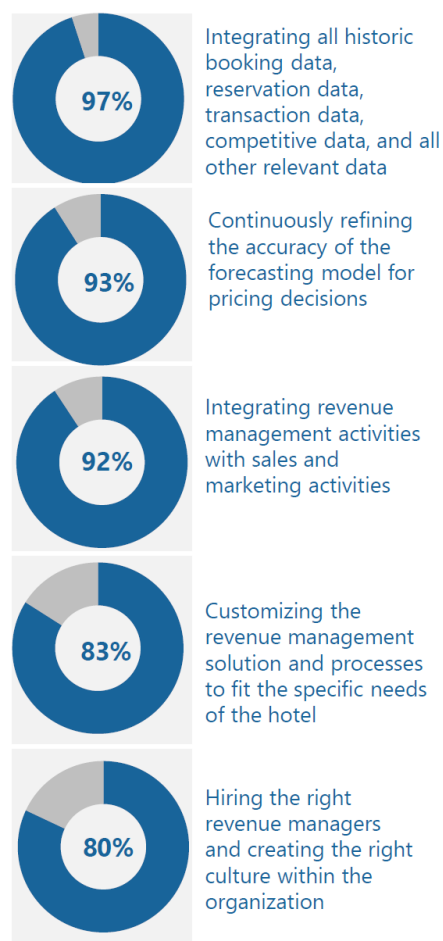 97%
Integrating all historic
booking data,
reservation data,
transaction data,
competitive data, and all
other relevant data
93%
Continuously refining
the accuracy of the
forecasting model for
pricing decisions
92%
Integrating revenue
management activities
with sales and
marketing activities
83%
Customizing the
revenue management
solution and processes
to fit the specific needs
of the hotel
80%
Hiring the right
revenue managers
and creating the right
culture within the
organization